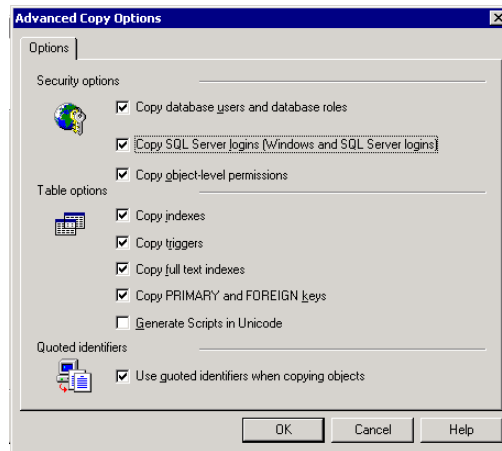 Advanced Copy Options
Options
Security options
Copy database users and database roles
Copy SQL Server logins (Windows and SQL Server logins)
Copy object-level permissions
Table options
Copy indexes
Copy triggers
Copy full text indexes
Copy PRIMARY and FOREIGN keys
Generate Scripts in Unicode
Quoted identifiers
Use quoted identifiers when copying objects
OK Cancel Help